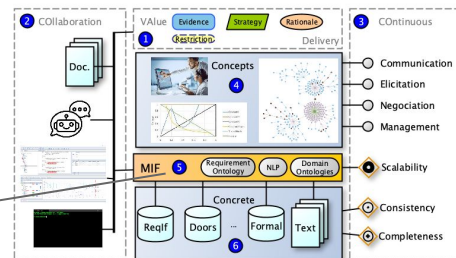 2 COllaboration
VAlue
Evidence
Strategy
Rationale
1
Restriction
Delivery
3 COntinuous
Doc.
Concepts
4
Communication
Elicitation
Negociation
Management
MIF
5
Requirement
Ontology
NLP
Domain
Ontologies
Scalability
Concrete
ReqIf
Doors
...
Formal
Text
6
Consistency
Completeness